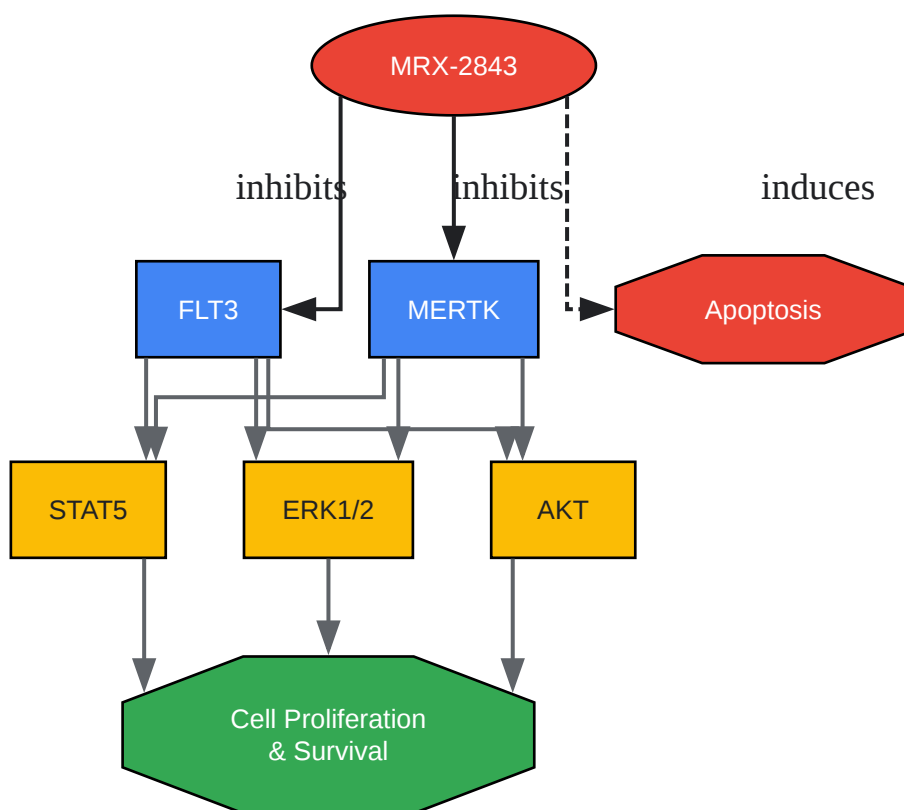 MRX-2843
inhibits
inhibits
induces
FLT3
MERTK
Apoptosis
STAT5
ERK1/2
AKT
Cell Proliferation
& Survival